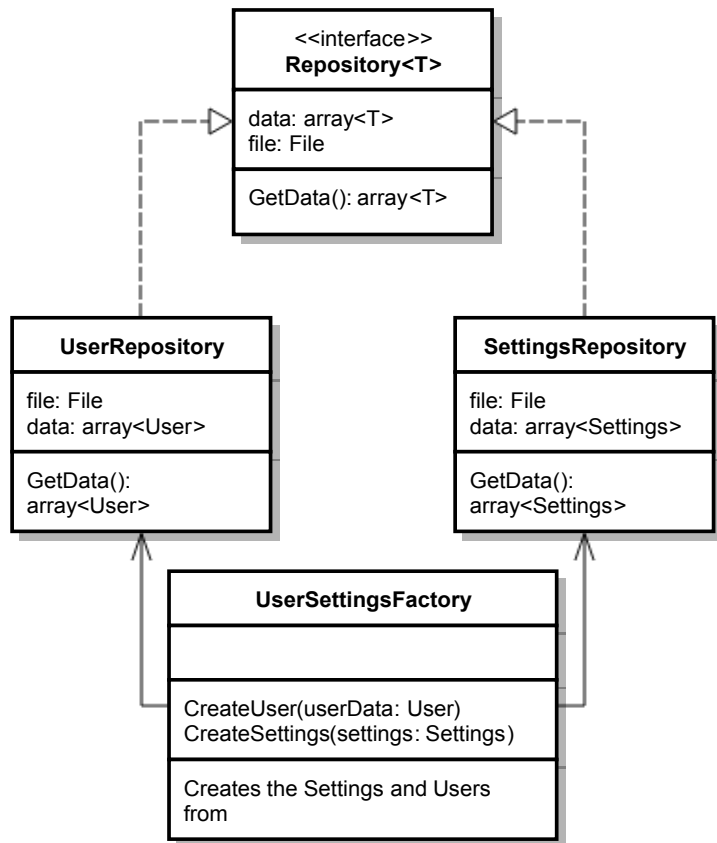 <<interface>>
Repository<T>
data: array<T>
file: File
GetData(): array<T>
UserRepository
file: File
data: array<User>
GetData():
array<User>
SettingsRepository
file: File
data: array<Settings>
GetData():
array<Settings>
UserSettingsFactory
CreateUser(userData: User)
CreateSettings(settings: Settings)
Creates the Settings and Users
from